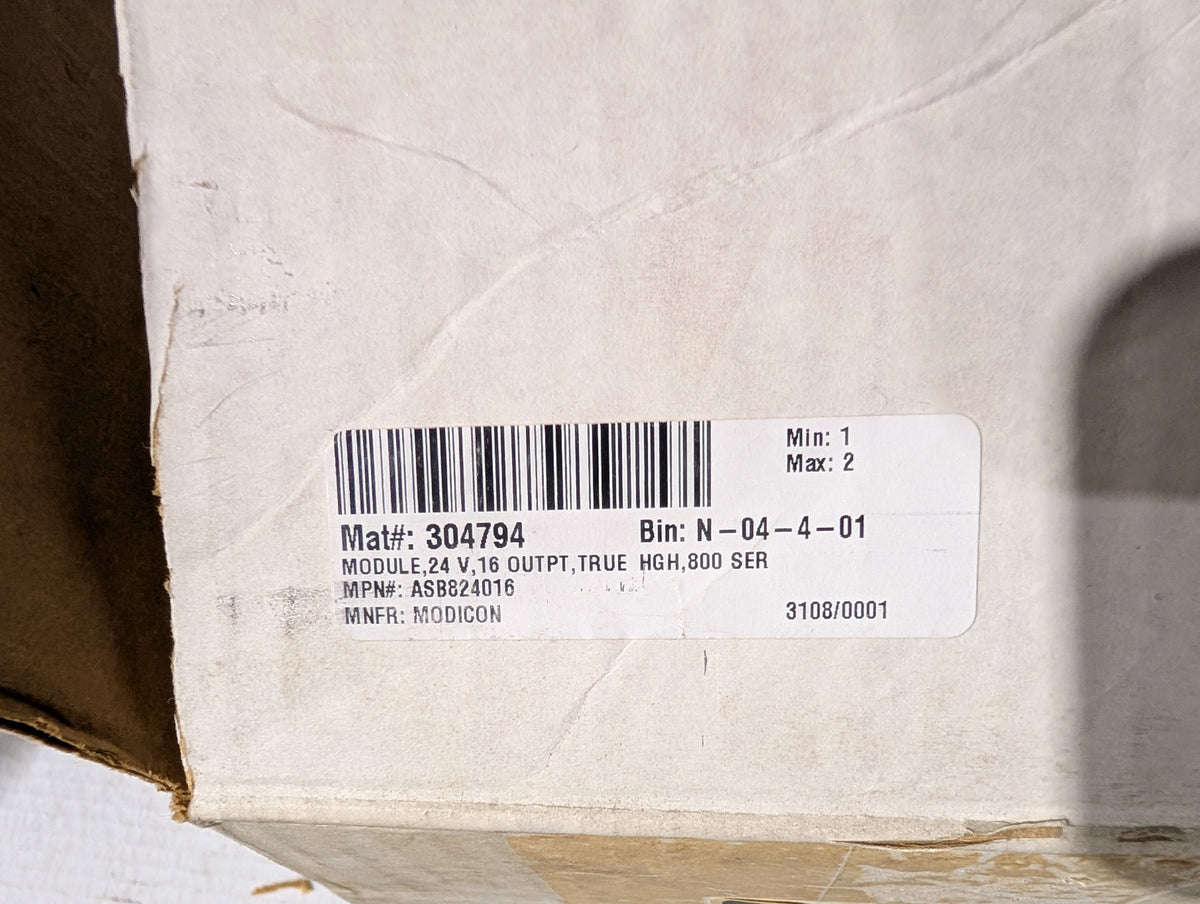 Min: 1
Max: 2
Mat#: 304794 Bin: N-04-4-01
MODULE,24 V,16 OUTPT,TRUE HGH,800 SER
MPN#: ASB824016
MNFR: MODICON 3108/0001